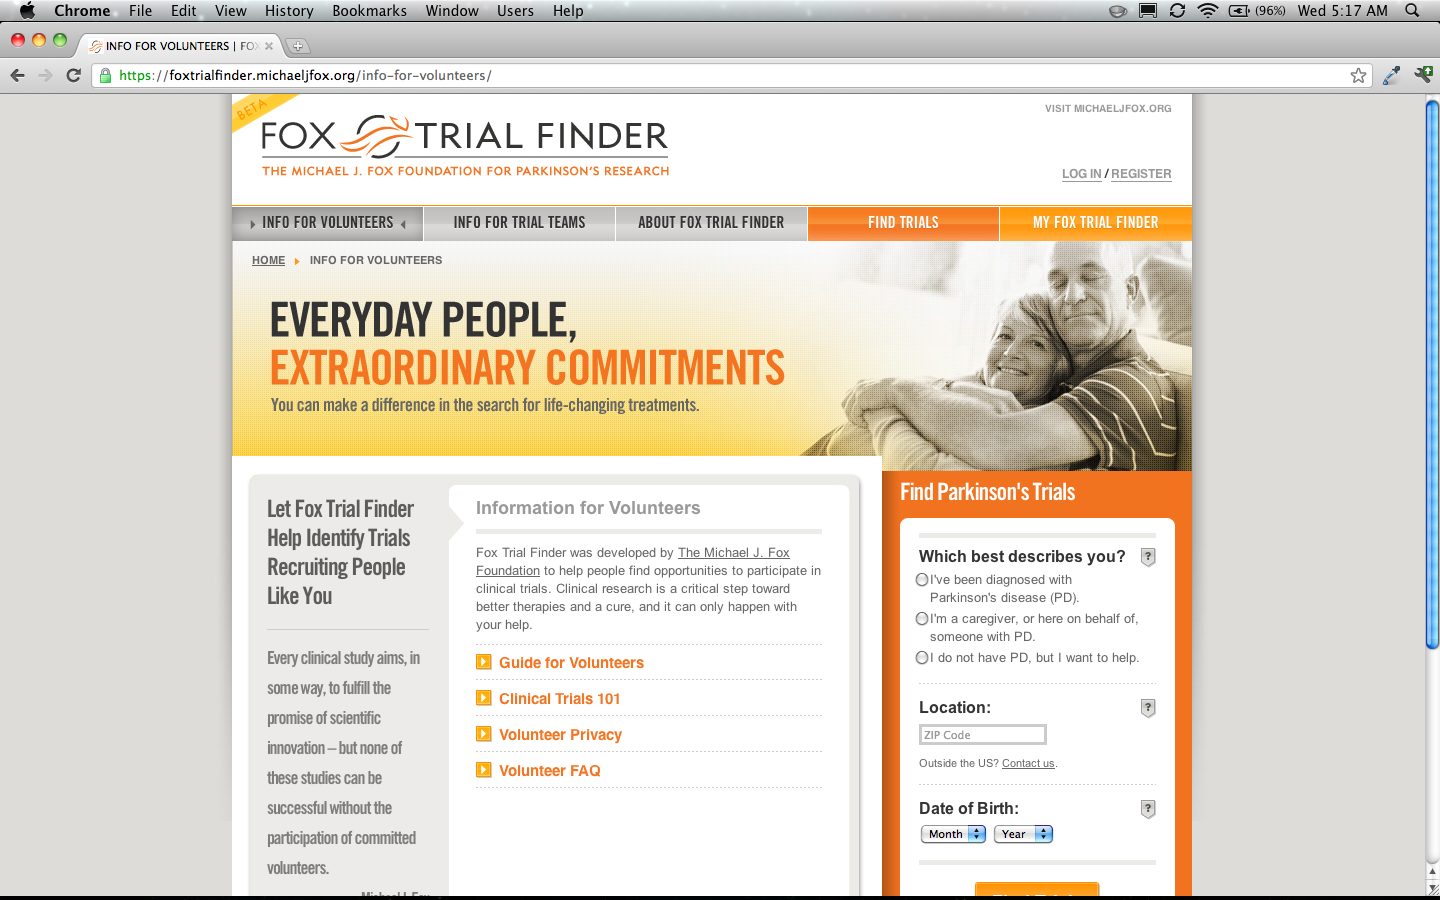 Chrome File Edit View History Bookmarks Window Users Help (96%) Wed 5:17 AM
INFO FOR VOLUNTEERS | FOX
https://foxtrialfinder.michaeljfox.org/info-for-volunteers/
BETA
VISIT MICHAELJFOX.ORG
FOX TRIAL FINDER
THE MICHAEL J. FOX FOUNDATION FOR PARKINSON'S RESEARCH
LOG IN / REGISTER
INFO FOR VOLUNTEERS INFO FOR TRIAL TEAMS ABOUT FOX TRIAL FINDER FIND TRIALS MY FOX TRIAL FINDER
HOME INFO FOR VOLUNTEERS
EVERYDAY PEOPLE,
EXTRAORDINARY COMMITMENTS
You can make a difference in the search for life-changing treatments.
Let Fox Trial Finder
Help Identify Trials
Recruiting People
Like You
Every clinical study aims, in
some way, to fulfill the
promise of scientific
innovation – but none of
these studies can be
successful without the
participation of committed
volunteers.
Michael J. Fox
Information for Volunteers
Fox Trial Finder was developed by The Michael J. Fox
Foundation to help people find opportunities to participate in
clinical trials. Clinical research is a critical step toward
better therapies and a cure, and it can only happen with
your help.
Guide for Volunteers
Clinical Trials 101
Volunteer Privacy
Volunteer FAQ
Find Parkinson's Trials
Which best describes you? ?
I've been diagnosed with
Parkinson's disease (PD).
I'm a caregiver, or here on behalf of,
someone with PD.
I do not have PD, but I want to help.
Location: ?
ZIP Code
Outside the US? Contact us.
Date of Birth: ?
Month Year